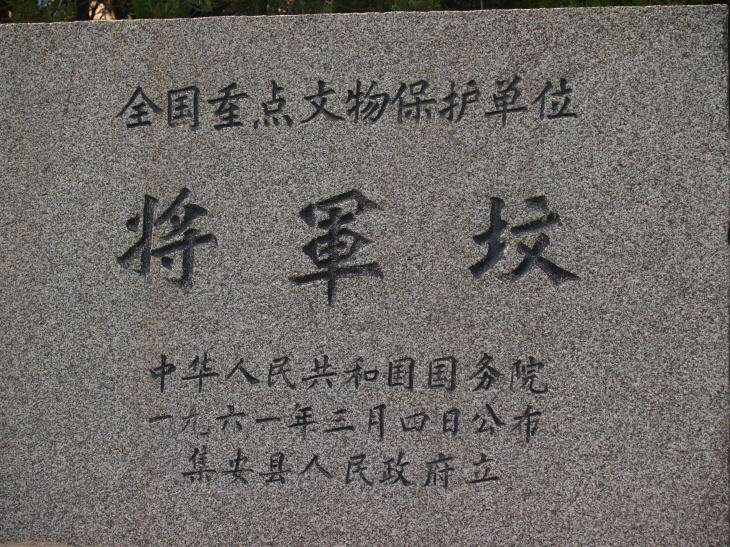 全国重点文物保护单位
将軍坟
中华人民共和国国务院
一九六一年三月四日公布
集安县人民政府立